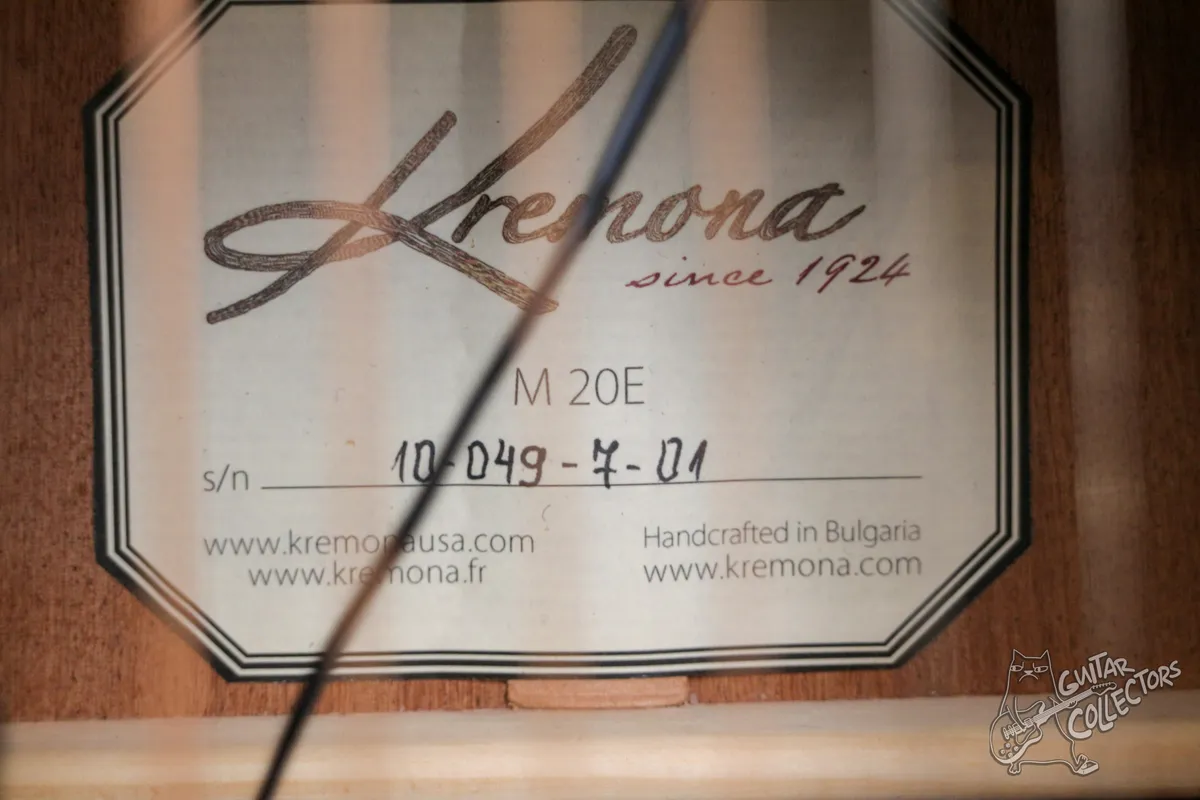 Kremona
since 1924
M 20E
s/n 10-049-7-01
www.kremonausa.com
www.kremona.fr
Handcrafted in Bulgaria
www.kremona.com
GUITAR
COLLECTORS